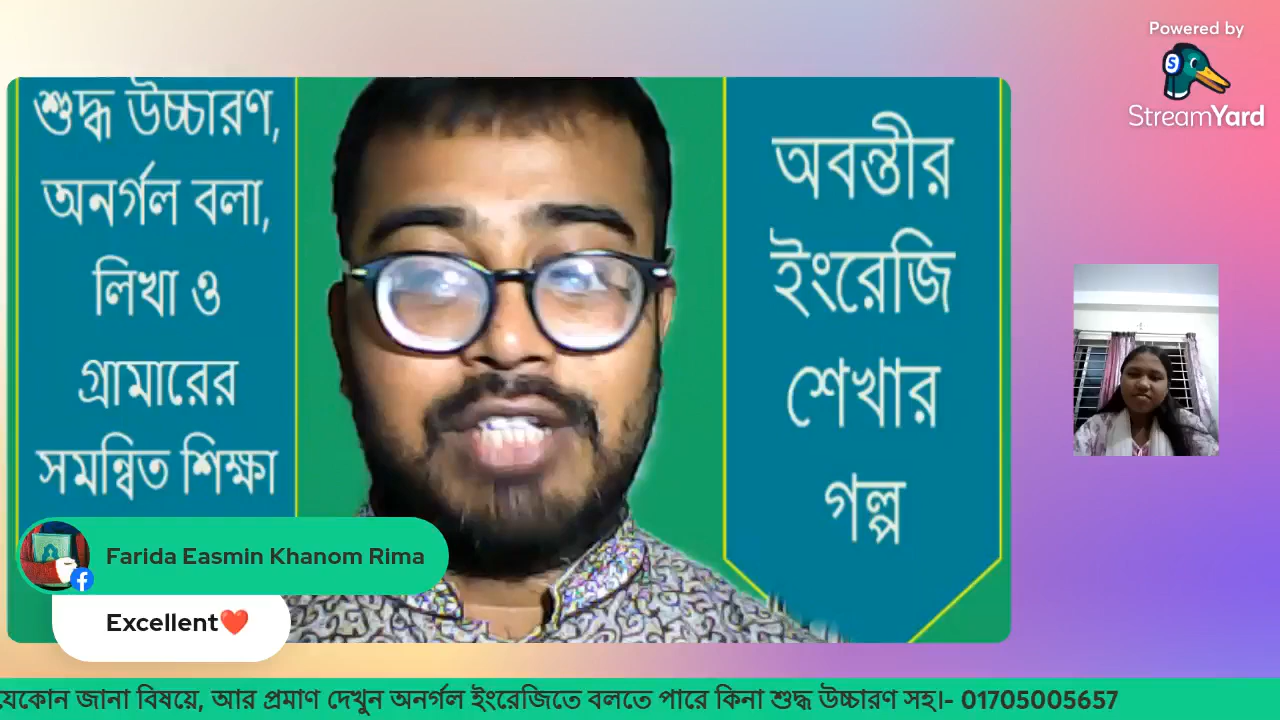 Powered by
StreamYard
শুদ্ধ উচ্চারণ,
অনর্গল বলা,
লিখা ও
গ্রামারের
সমন্বিত শিক্ষা
অবন্তীর
ইংরেজি
শেখার
গল্প
Farida Easmin Khanom Rima
Excellent❤️
যেকোন জানা বিষয়ে, আর প্রমাণ দেখুন অনর্গল ইংরেজিতে বলতে পারে কিনা শুদ্ধ উচ্চারণ সহ।- 01705005657